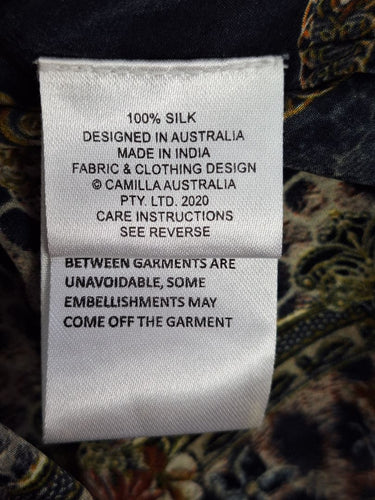 100% SILK
DESIGNED IN AUSTRALIA
MADE IN INDIA
FABRIC & CLOTHING DESIGN
© CAMILLA AUSTRALIA
PTY. LTD. 2020
CARE INSTRUCTIONS
SEE REVERSE
BETWEEN GARMENTS ARE
UNAVOIDABLE, SOME
EMBELLISHMENTS MAY
COME OFF THE GARMENT